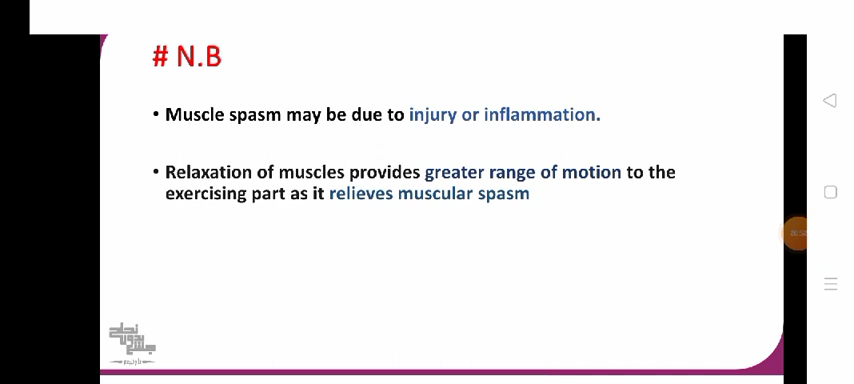 # N.B
• Muscle spasm may be due to injury or inflammation.
• Relaxation of muscles provides greater range of motion to the
exercising part as it relieves muscular spasm